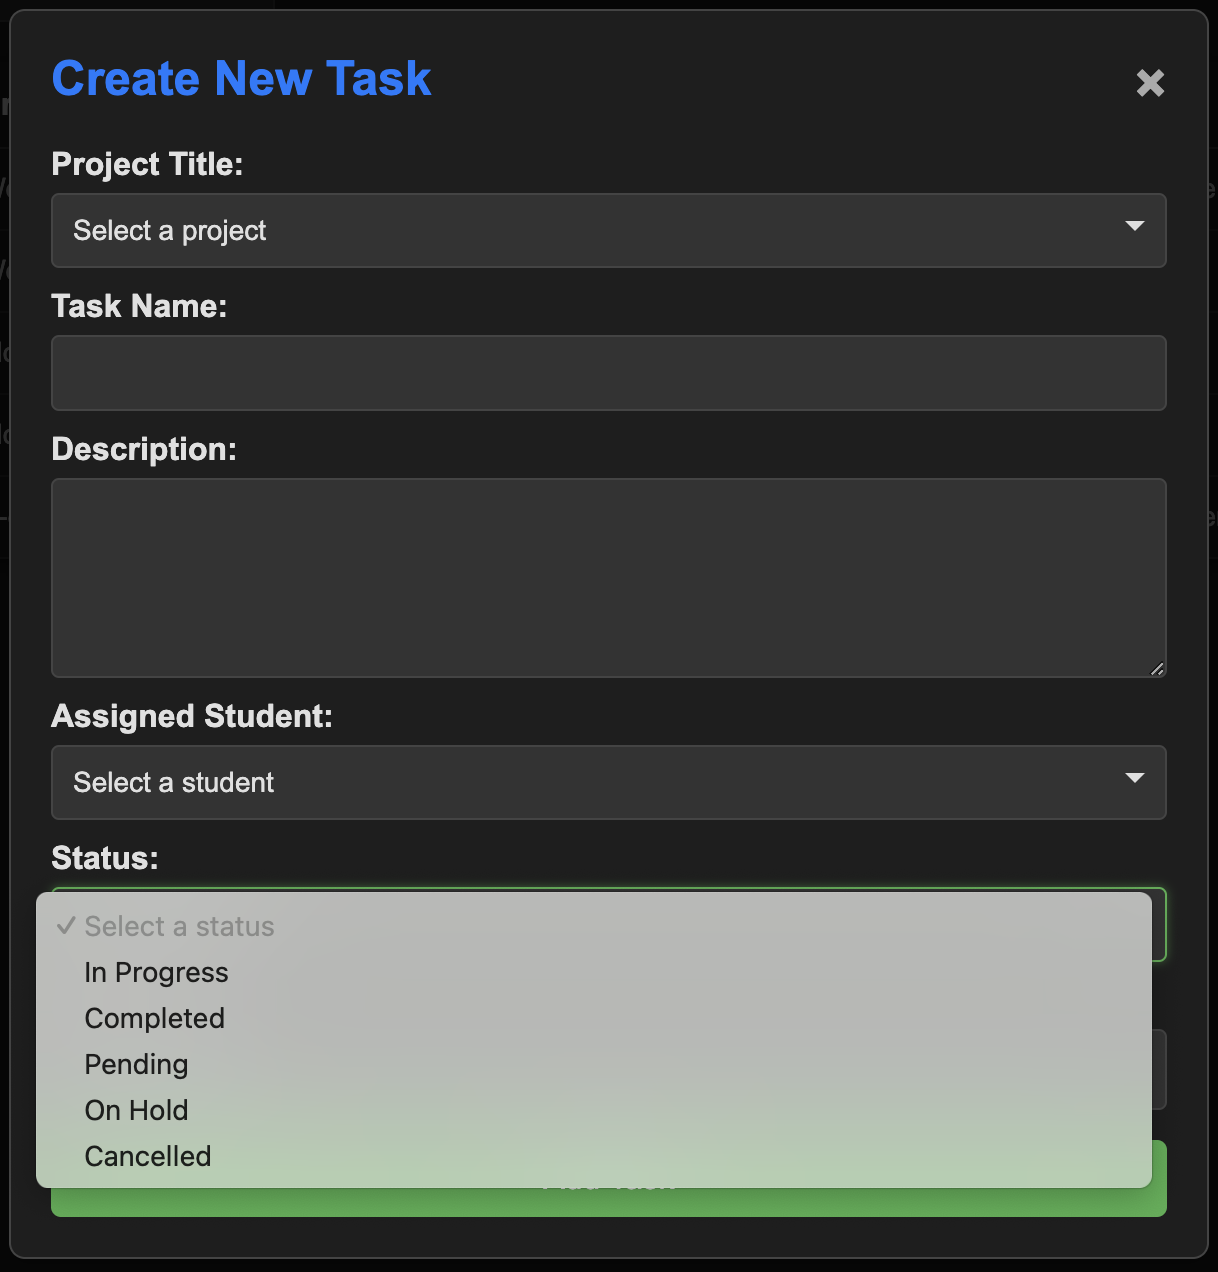 Create New Task
Project Title:
Select a project
Task Name:
Description:
Assigned Student:
Select a student
Status:
Select a status
In Progress
Completed
Pending
On Hold
Cancelled